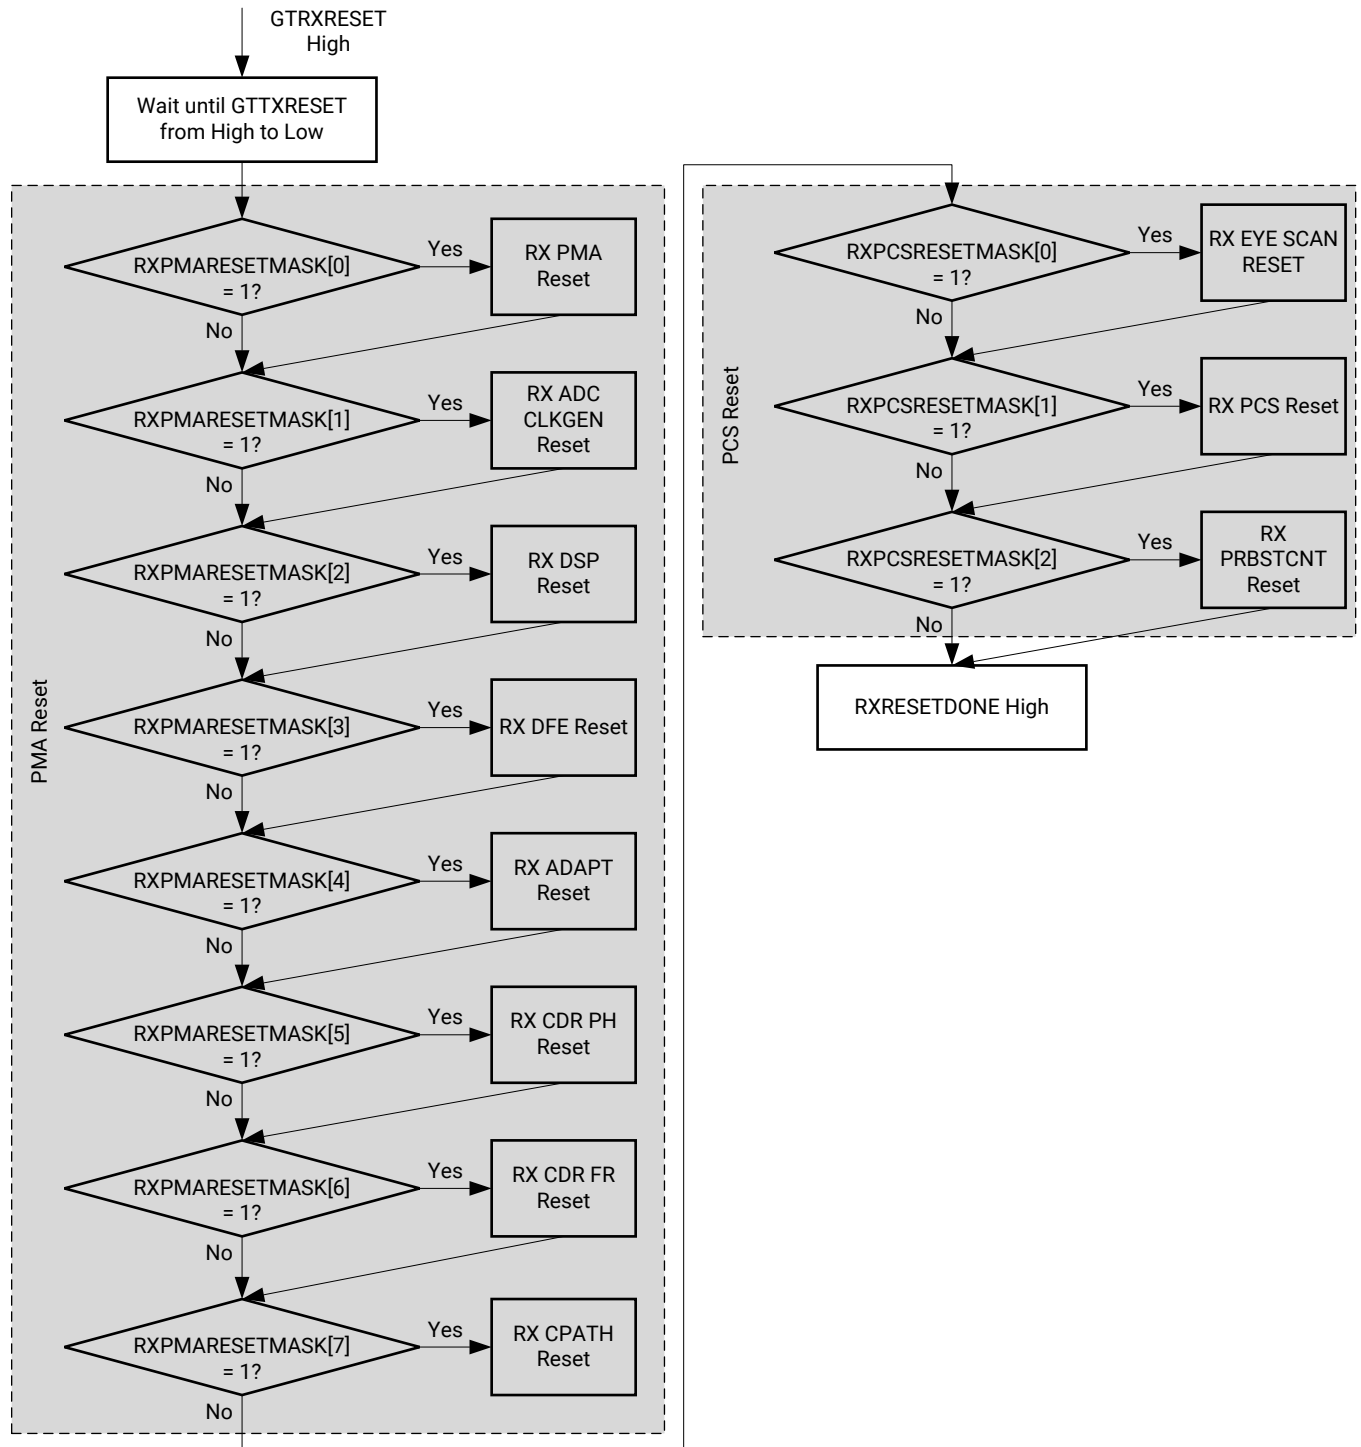 GTRXRESET
High
Wait until GTTXRESET
from High to Low
PMA Reset
RXPMARESETMASK[0]
= 1?
Yes
RX PMA
Reset
No
RXPMARESETMASK[1]
= 1?
Yes
RX ADC
CLKGEN
Reset
No
RXPMARESETMASK[2]
= 1?
Yes
RX DSP
Reset
No
RXPMARESETMASK[3]
= 1?
Yes
RX DFE Reset
No
RXPMARESETMASK[4]
= 1?
Yes
RX ADAPT
Reset
No
RXPMARESETMASK[5]
= 1?
Yes
RX CDR PH
Reset
No
RXPMARESETMASK[6]
= 1?
Yes
RX CDR FR
Reset
No
RXPMARESETMASK[7]
= 1?
Yes
RX CPATH
Reset
No
PCS Reset
RXPCSRESETMASK[0]
= 1?
Yes
RX EYE SCAN
RESET
No
RXPCSRESETMASK[1]
= 1?
Yes
RX PCS Reset
No
RXPCSRESETMASK[2]
= 1?
Yes
RX
PRBSTCNT
Reset
No
RXRESETDONE High